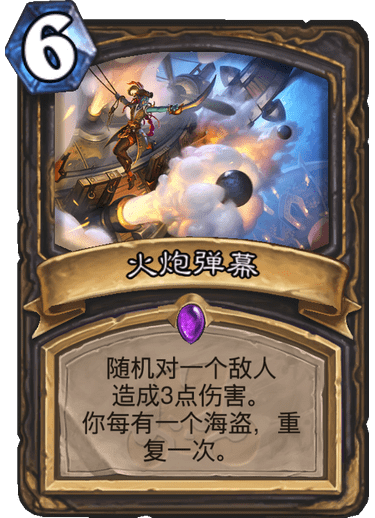 6
火炮弹幕
随机对一个敌人
造成3点伤害。
你每有一个海盗，重
复一次。